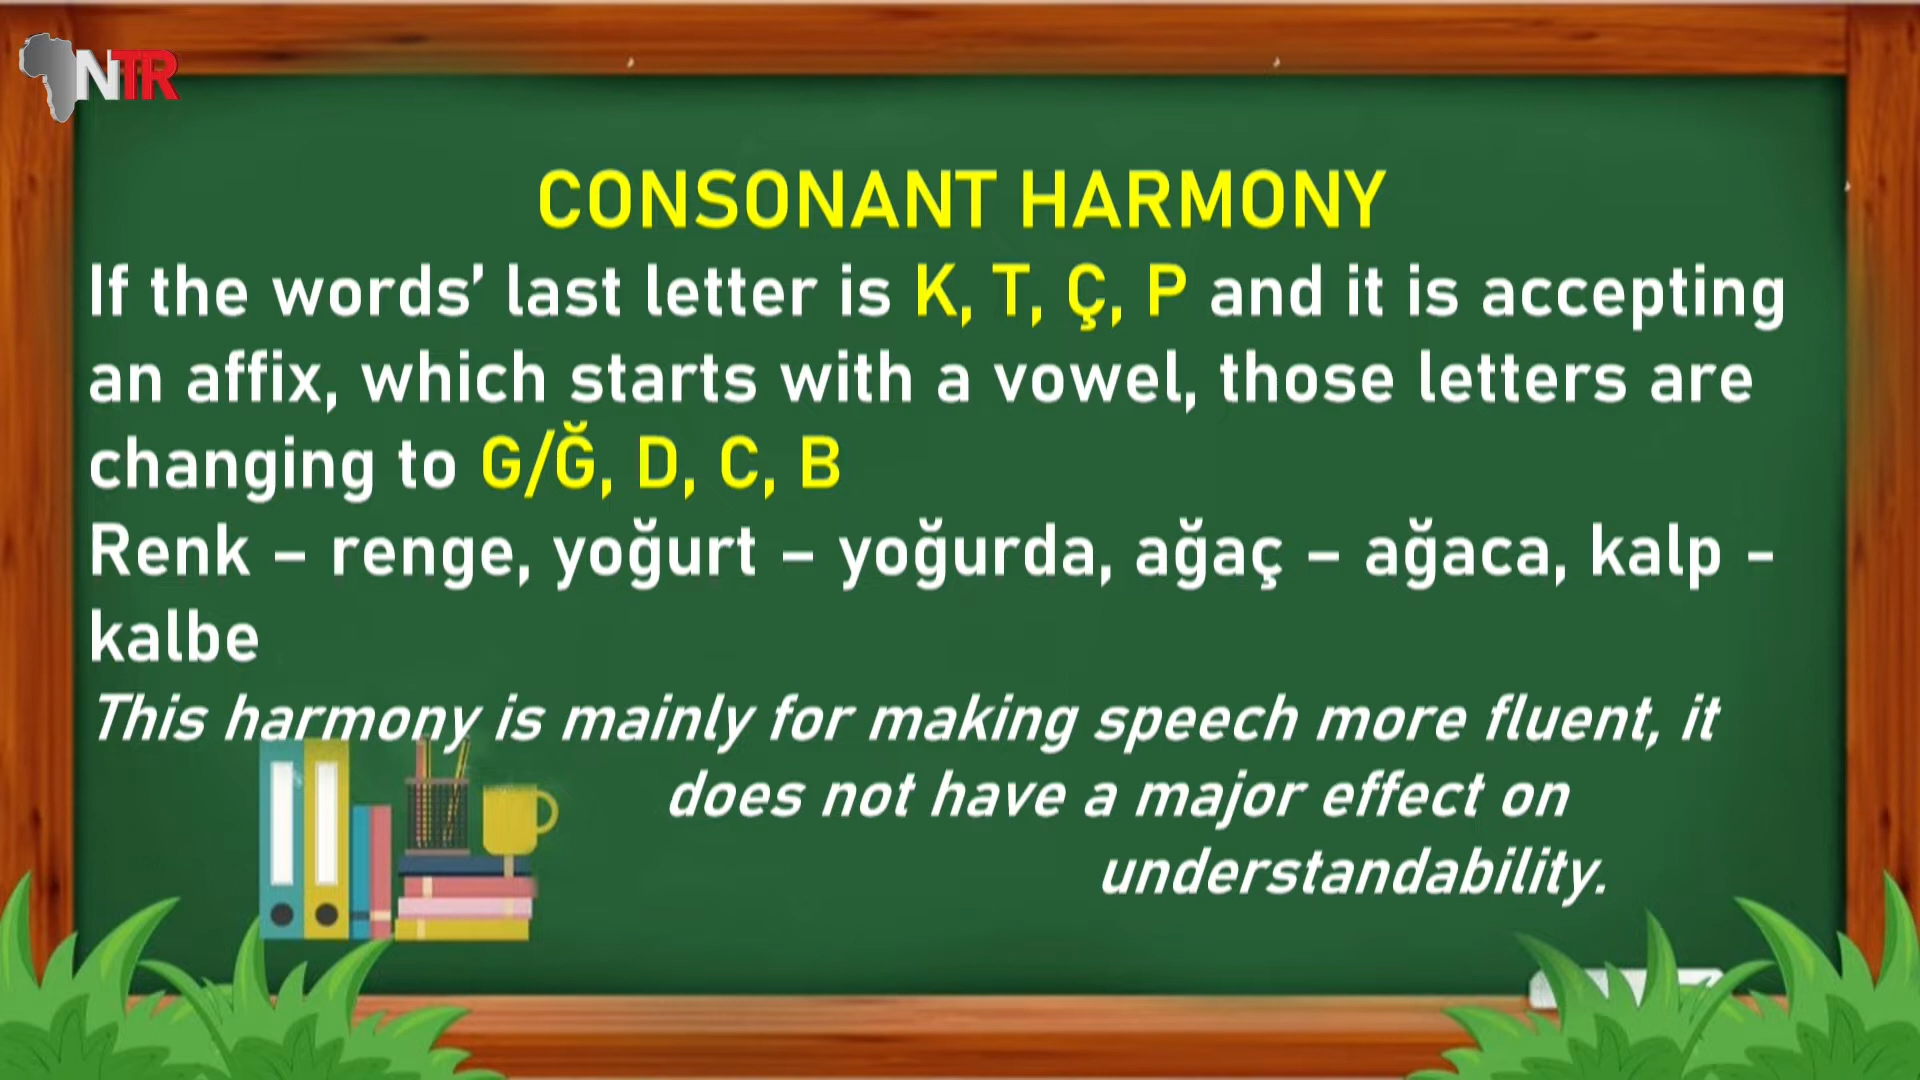 NTR
CONSONANT HARMONY
If the words’ last letter is K, T, Ç, P and it is accepting
an affix, which starts with a vowel, those letters are
changing to G/Ğ, D, C, B
Renk – renge, yoğurt – yoğurda, ağaç – ağaca, kalp -
kalbe
This harmony is mainly for making speech more fluent, it
does not have a major effect on
understandability.